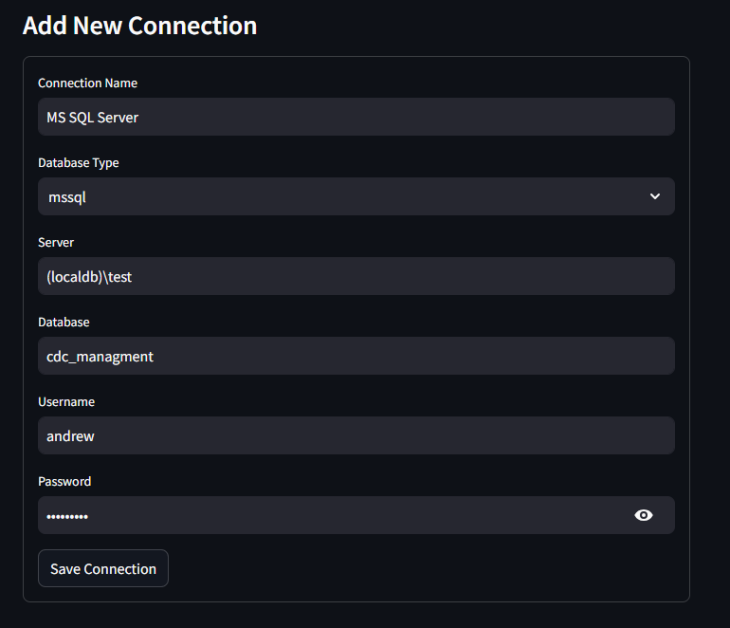 Add New Connection
Connection Name
MS SQL Server
Database Type
mssql
Server
(localdb)\test
Database
cdc_managment
Username
andrew
Password
•••••••••
Save Connection